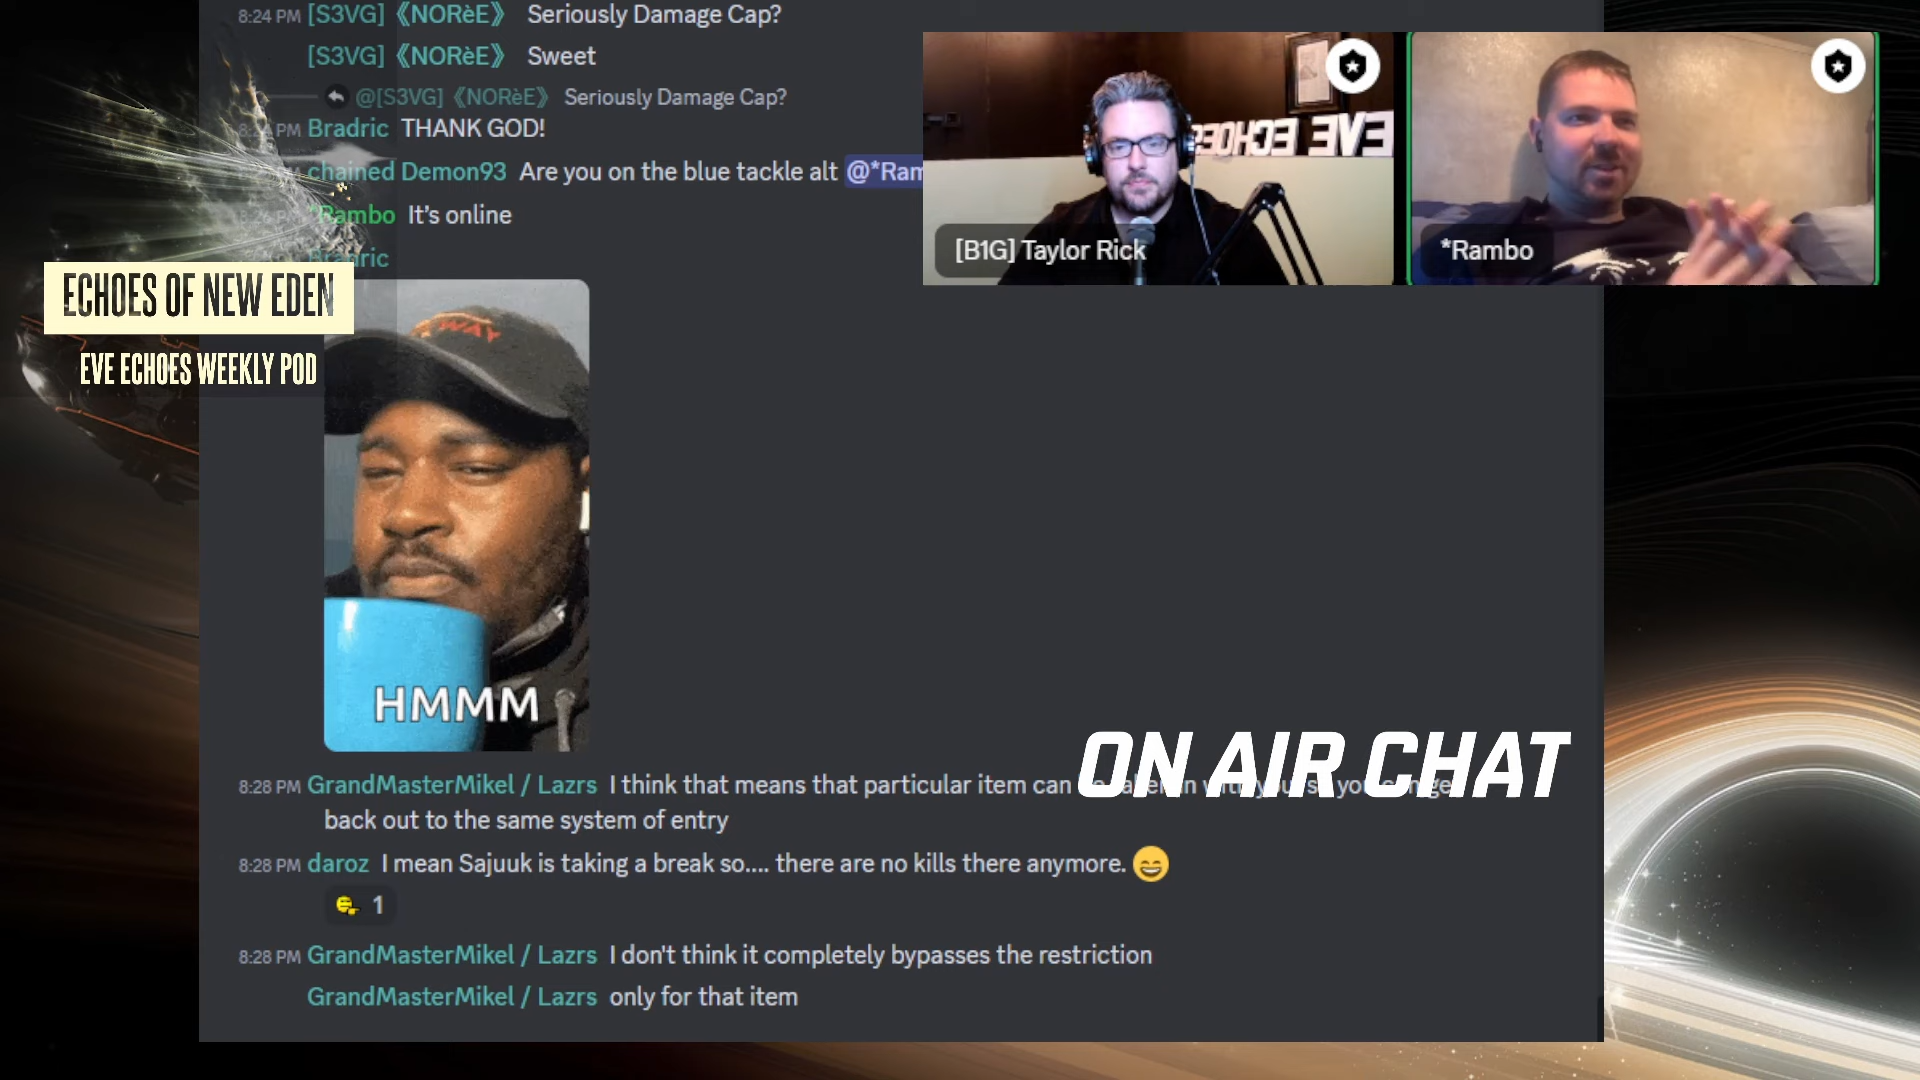 8:24 PM [S3VG]《NORèE》 Seriously Damage Cap?
[S3VG]《NORèE》 Sweet
@[S3VG]《NORèE》 Seriously Damage Cap?
PM Bradric THANK GOD!
chained Demon93 Are you on the blue tackle alt @*Ram
*Rambo It's online
Bradric
EVE ECHOES
[B1G] Taylor Rick
*Rambo
ECHOES OF NEW EDEN
EVE ECHOES WEEKLY POD
WAY
HMMM
ON AIR CHAT
8:28 PM GrandMasterMikel / Lazrs I think that means that particular item can
back out to the same system of entry
8:28 PM daroz I mean Sajuuk is taking a break so.... there are no kills there anymore. 😄
1
8:28 PM GrandMasterMikel / Lazrs I don't think it completely bypasses the restriction
GrandMasterMikel / Lazrs only for that item